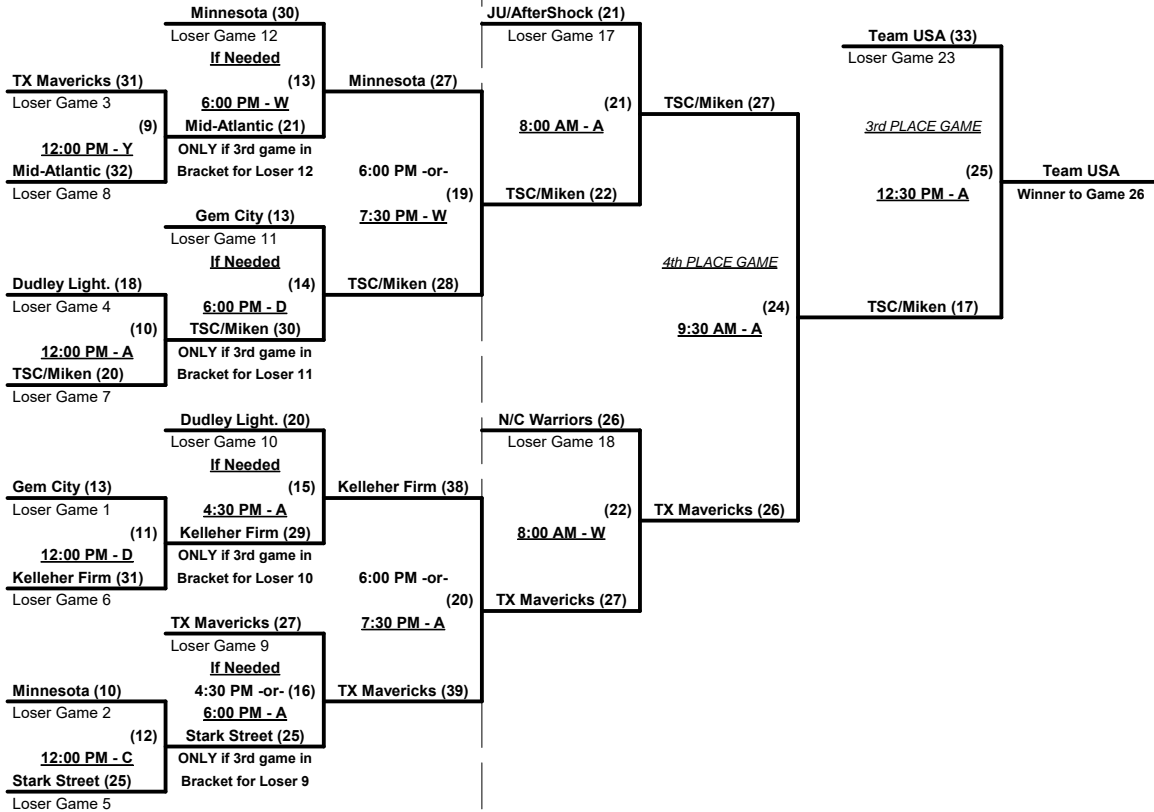 Minnesota (30)
Loser Game 12
If Needed
TX Mavericks (31)
Loser Game 3
(13)
6:00 PM - W
(9)
12:00 PM - Y
Mid-Atlantic (21)
ONLY if 3rd game in
Bracket for Loser 12
Mid-Atlantic (32)
Loser Game 8
Minnesota (27)
6:00 PM -or-
(19)
7:30 PM - W
Gem City (13)
Loser Game 11
If Needed
Dudley Light. (18)
Loser Game 4
(14)
6:00 PM - D
(10)
12:00 PM - A
TSC/Miken (30)
ONLY if 3rd game in
Bracket for Loser 11
TSC/Miken (20)
Loser Game 7
TSC/Miken (28)
Dudley Light. (20)
Loser Game 10
If Needed
Gem City (13)
Loser Game 1
(15)
4:30 PM - A
(11)
12:00 PM - D
Kelleher Firm (29)
ONLY if 3rd game in
Bracket for Loser 10
Kelleher Firm (31)
Loser Game 6
Kelleher Firm (38)
6:00 PM -or-
(20)
7:30 PM - A
TX Mavericks (27)
Loser Game 9
If Needed
Minnesota (10)
Loser Game 2
4:30 PM -or- (16)
6:00 PM - A
(12)
12:00 PM - C
Stark Street (25)
ONLY if 3rd game in
Bracket for Loser 9
Stark Street (25)
Loser Game 5
TX Mavericks (39)
JU/AfterShock (21)
Loser Game 17
(21)
8:00 AM - A
TSC/Miken (22)
TSC/Miken (27)
4th PLACE GAME
(24)
9:30 AM - A
N/C Warriors (26)
Loser Game 18
(22)
8:00 AM - W
TX Mavericks (27)
TX Mavericks (26)
Team USA (33)
Loser Game 23
3rd PLACE GAME
(25)
12:30 PM - A
TSC/Miken (17)
Team USA
Winner to Game 26